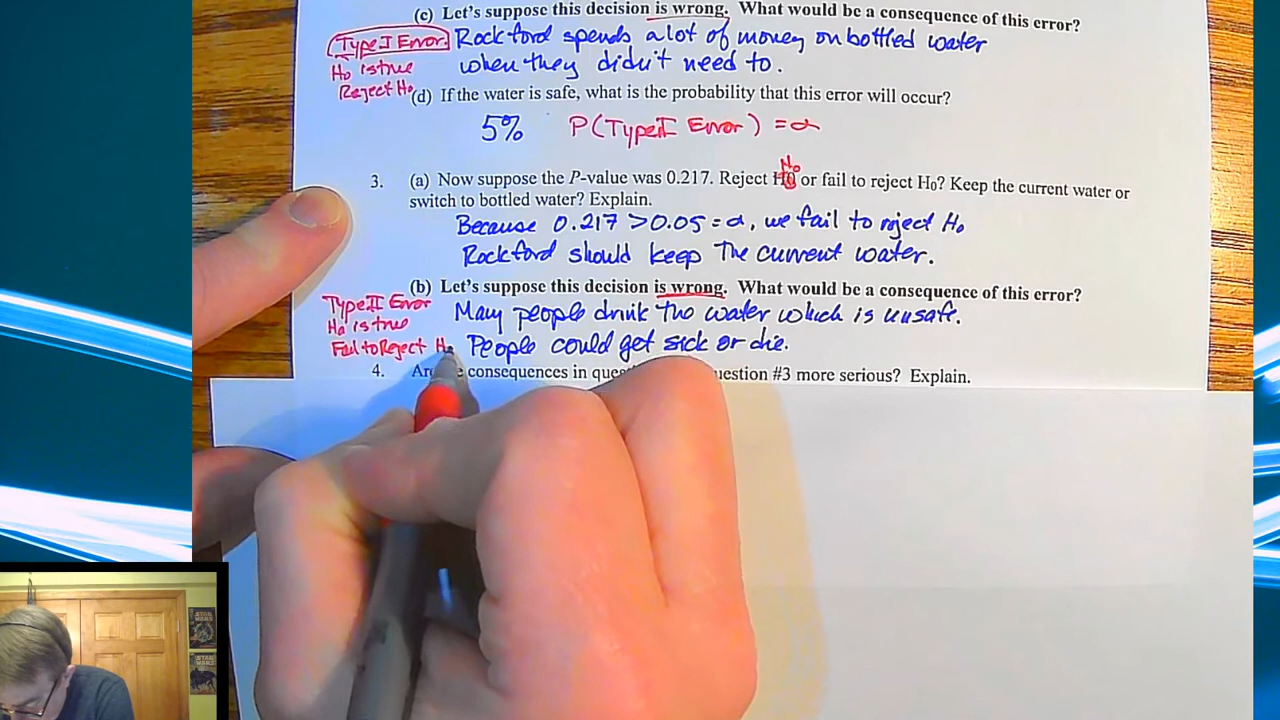 (c) Let's suppose this decision is wrong. What would be a consequence of this error?
Type I Error Rockford spends a lot of money on bottled water
H0 is true when they didn't need to.
Reject H0
(d) If the water is safe, what is the probability that this error will occur?
5% P(Type I Error) = α
H0
3. (a) Now suppose the P-value was 0.217. Reject H0 or fail to reject H0? Keep the current water or
switch to bottled water? Explain.
Because 0.217 > 0.05 = α, we fail to reject H0
Rockford should keep the current water.
(b) Let's suppose this decision is wrong. What would be a consequence of this error?
Type II Error Many people drink the water which is unsafe.
Ha is true
Fail to Reject H0 People could get sick or die.
4. consequences in question #3 more serious? Explain.
STAR WARS
STAR WARS